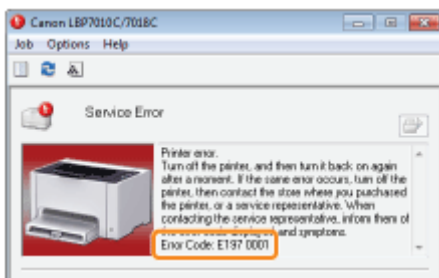 Canon LBP7010C/7018C
Job Options Help
Service Error
Printer error.
Turn off the printer, and then turn it back on again
after a moment. If the same error occurs, turn off the
printer, then contact the store where you purchased
the printer, or a service representative. When
contacting the service representative, inform them of
and symptoms.
Error Code: E197 0001